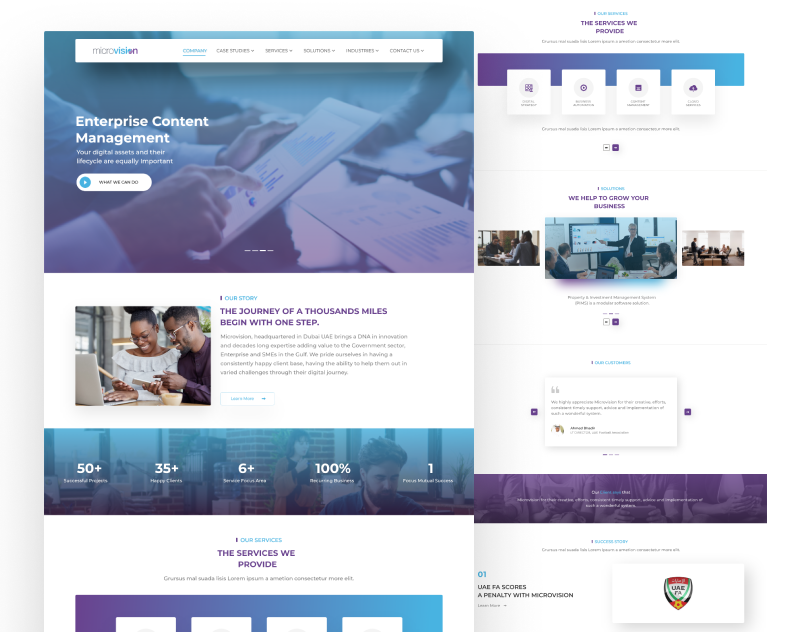 microvision
COMPANY
CASE STUDIES
SERVICES
SOLUTIONS
INDUSTRIES
CONTACT US
Enterprise Content
Management
Your digital assets and their
lifecycle are equally Important
WHAT WE CAN DO
OUR STORY
THE JOURNEY OF A THOUSANDS MILES
BEGIN WITH ONE STEP.
Microvision, headquartered in Dubai UAE brings a DNA in innovation
and decades long expertise adding value to the Government sector,
Enterprise and SMEs in the Gulf. We pride ourselves in having a
consistently happy client base, having the ability to help them out in
varied challenges through their digital journey.
Learn More
50+
Successful Projects
35+
Happy Clients
6+
Service Focus Area
100%
Recurring Business
1
Focus Mutual Success
OUR SERVICES
THE SERVICES WE
PROVIDE
Grursus mal suada lisis Lorem ipsum a ametion consectetur more elit.
OUR SERVICES
THE SERVICES WE
PROVIDE
Grursus mal suada lisis Lorem ipsum a ametion consectetur more elit.
DIGITAL
STRATEGY
BUSINESS
AUTOMATION
CONTENT
MANAGEMENT
CLOUD
SERVICES
Grursus mal suada lisis Lorem ipsum a ametion consectetur more elit.
SOLUTIONS
WE HELP TO GROW YOUR
BUSINESS
Property & Investment Management System
(PIMS) is a modular software solution.
OUR CUSTOMERS
We highly appreciate Microvision for their creative, efforts,
consistent timely support, advice and implementation of
such a wonderful system.
Ahmed Bhashi
Our
Microvision for their creative, efforts, consistent timely support, advice and implementation of
such a wonderful system.
SUCCESS STORY
Grursus mal suada lisis Lorem ipsum a ametion consectetur more elit.
01
UAE FA SCORES
A PENALTY WITH MICROVISION
Learn More
UAE
FA